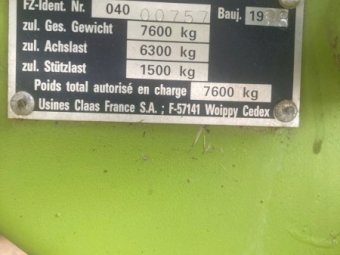 FZ-Ident. Nr. 040 00757 Bauj. 19
zul. Ges. Gewicht 7600 kg
zul. Achslast 6300 kg
zul. Stützlast 1500 kg
Poids total autorisé en charge 7600 kg
Usines Claas France S.A. ; F-57141 Woippy Cedex